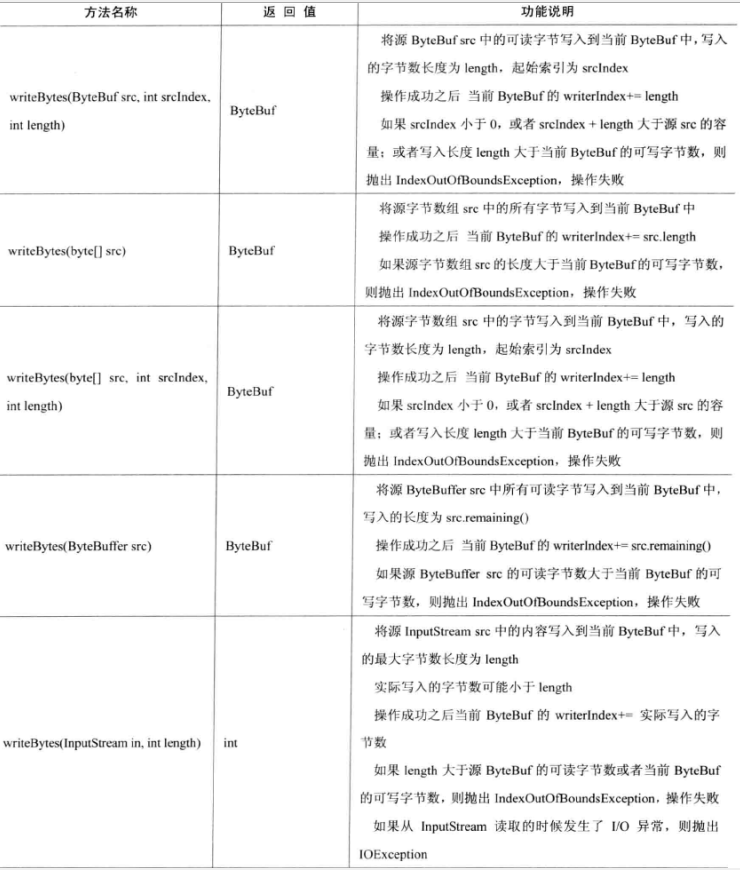 方法名称 返 回 值 功能说明
writeBytes(ByteBuf src, int srcIndex,
int length)
ByteBuf
将源 ByteBuf src 中的可读字节写入到当前 ByteBuf 中，写入
的字节数长度为 length，起始索引为 srcIndex
操作成功之后 当前 ByteBuf 的 writerIndex+= length
如果 srcIndex 小于 0，或者 srcIndex + length 大于源 src 的容
量；或者写入长度 length 大于当前 ByteBuf 的可写字节数，则
抛出 IndexOutOfBoundsException，操作失败
writeBytes(byte[] src)
ByteBuf
将源字节数组 src 中的所有字节写入到当前 ByteBuf 中
操作成功之后 当前 ByteBuf 的 writerIndex+= src.length
如果源字节数组 src 的长度大于当前 ByteBuf 的可写字节数，
则抛出 IndexOutOfBoundsException，操作失败
writeBytes(byte[] src, int srcIndex,
int length)
ByteBuf
将源字节数组 src 中的字节写入到当前 ByteBuf 中，写入的
字节数长度为 length，起始索引为 srcIndex
操作成功之后 当前 ByteBuf 的 writerIndex+= length
如果 srcIndex 小于 0，或者 srcIndex + length 大于源 src 的容
量；或者写入长度 length 大于当前 ByteBuf 的可写字节数，则
抛出 IndexOutOfBoundsException，操作失败
writeBytes(ByteBuffer src)
ByteBuf
将源 ByteBuffer src 中所有可读字节写入到当前 ByteBuf 中，
写入的长度为 src.remaining()
操作成功之后 当前 ByteBuf 的 writerIndex+= src.remaining()
如果源 ByteBuffer src 的可读字节数大于当前 ByteBuf 的可
写字节数，则抛出 IndexOutOfBoundsException，操作失败
writeBytes(InputStream in, int length)
int
将源 InputStream src 中的内容写入到当前 ByteBuf 中，写入
的最大字节数长度为 length
实际写入的字节数可能小于 length
操作成功之后当前 ByteBuf 的 writerIndex+= 实际写入的字
节数
如果 length 大于源 ByteBuf 的可读字节数或者当前 ByteBuf
的可写字节数，则抛出 IndexOutOfBoundsException，操作失败
如果从 InputStream 读取的时候发生了 I/O 异常，则抛出
IOException